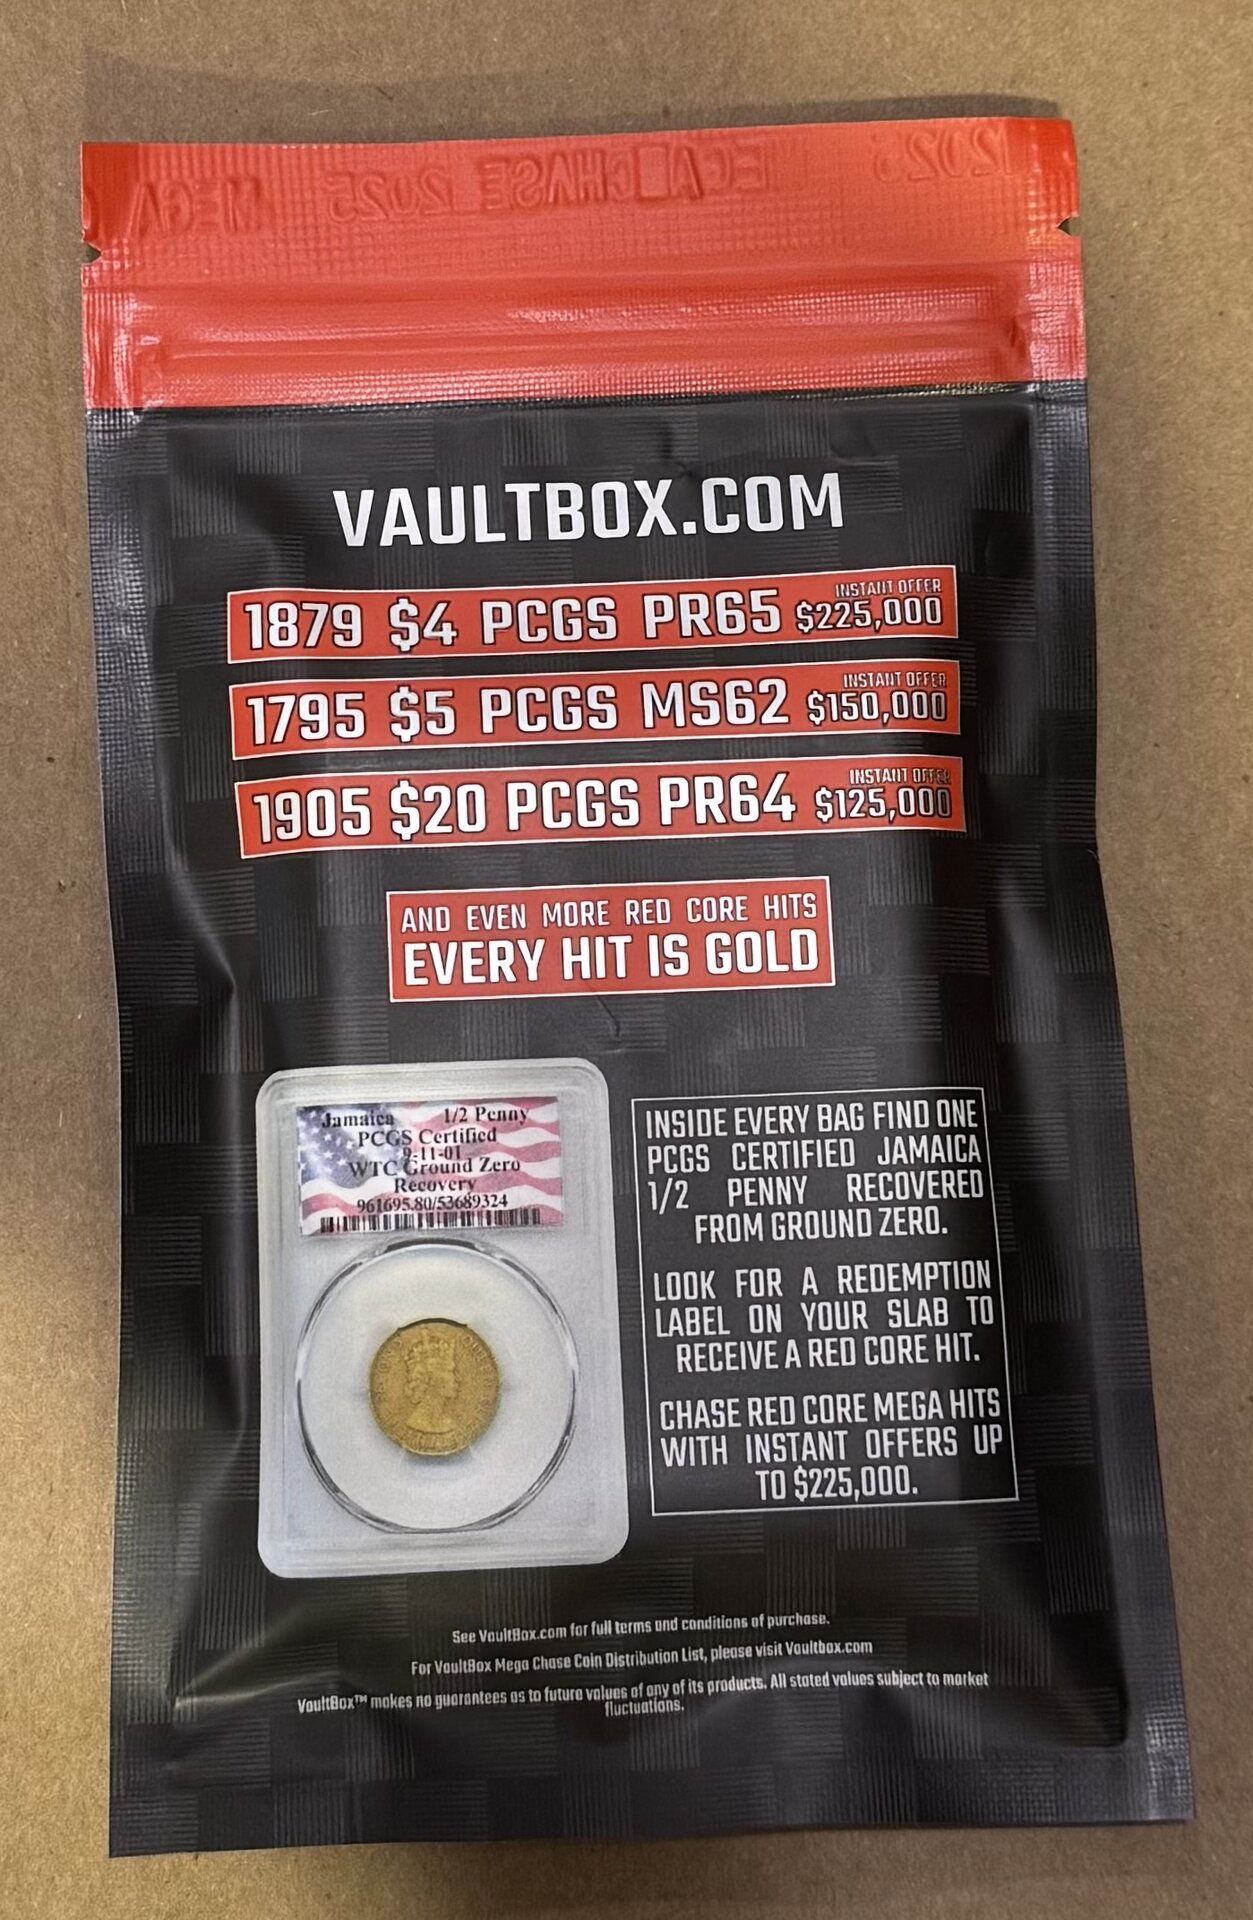 MEGA CHASE 2025 MEGA CHASE 2025
VAULTBOX.COM
1879 $4 PCGS PR65 INSTANT OFFER $225,000
1795 $5 PCGS MS62 INSTANT OFFER $150,000
1905 $20 PCGS PR64 INSTANT OFFER $125,000
AND EVEN MORE RED CORE HITS
EVERY HIT IS GOLD
Jamaica 1/2 Penny
PCGS Certified
9-11-01
WTC Ground Zero
Recovery
961695.80/53689324
INSIDE EVERY BAG FIND ONE
PCGS CERTIFIED JAMAICA
1/2 PENNY RECOVERED
FROM GROUND ZERO.
LOOK FOR A REDEMPTION
LABEL ON YOUR SLAB TO
RECEIVE A RED CORE HIT.
CHASE RED CORE MEGA HITS
WITH INSTANT OFFERS UP
TO $225,000.
See VaultBox.com for full terms and conditions of purchase.
For VaultBox Mega Chase Coin Distribution List, please visit Vaultbox.com
VaultBox™ makes no guarantees as to future values of any of its products. All stated values subject to market
fluctuations.